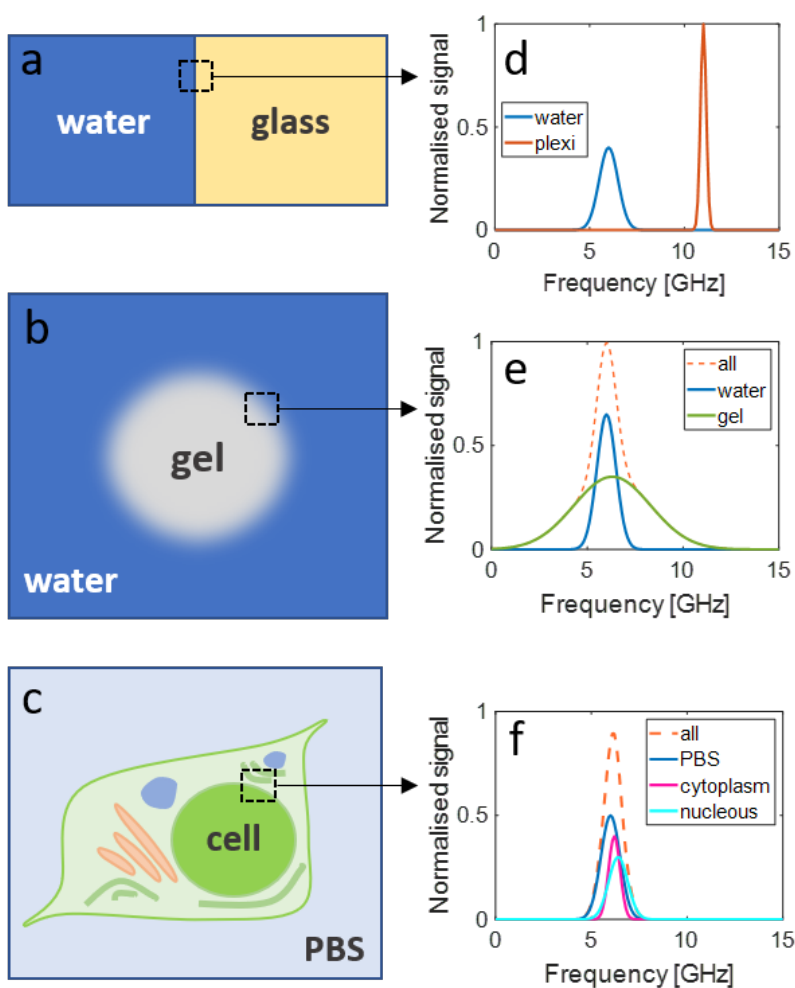 a
water
glass
d
Normalised signal
1
0.5
0
water
plexi
0
5
10
15
Frequency [GHz]
b
gel
water
e
Normalised signal
1
0.5
0
all
water
gel
0
5
10
15
Frequency [GHz]
c
cell
PBS
f
Normalised signal
1
0.5
0
all
PBS
cytoplasm
nucleous
0
5
10
15
Frequency [GHz]